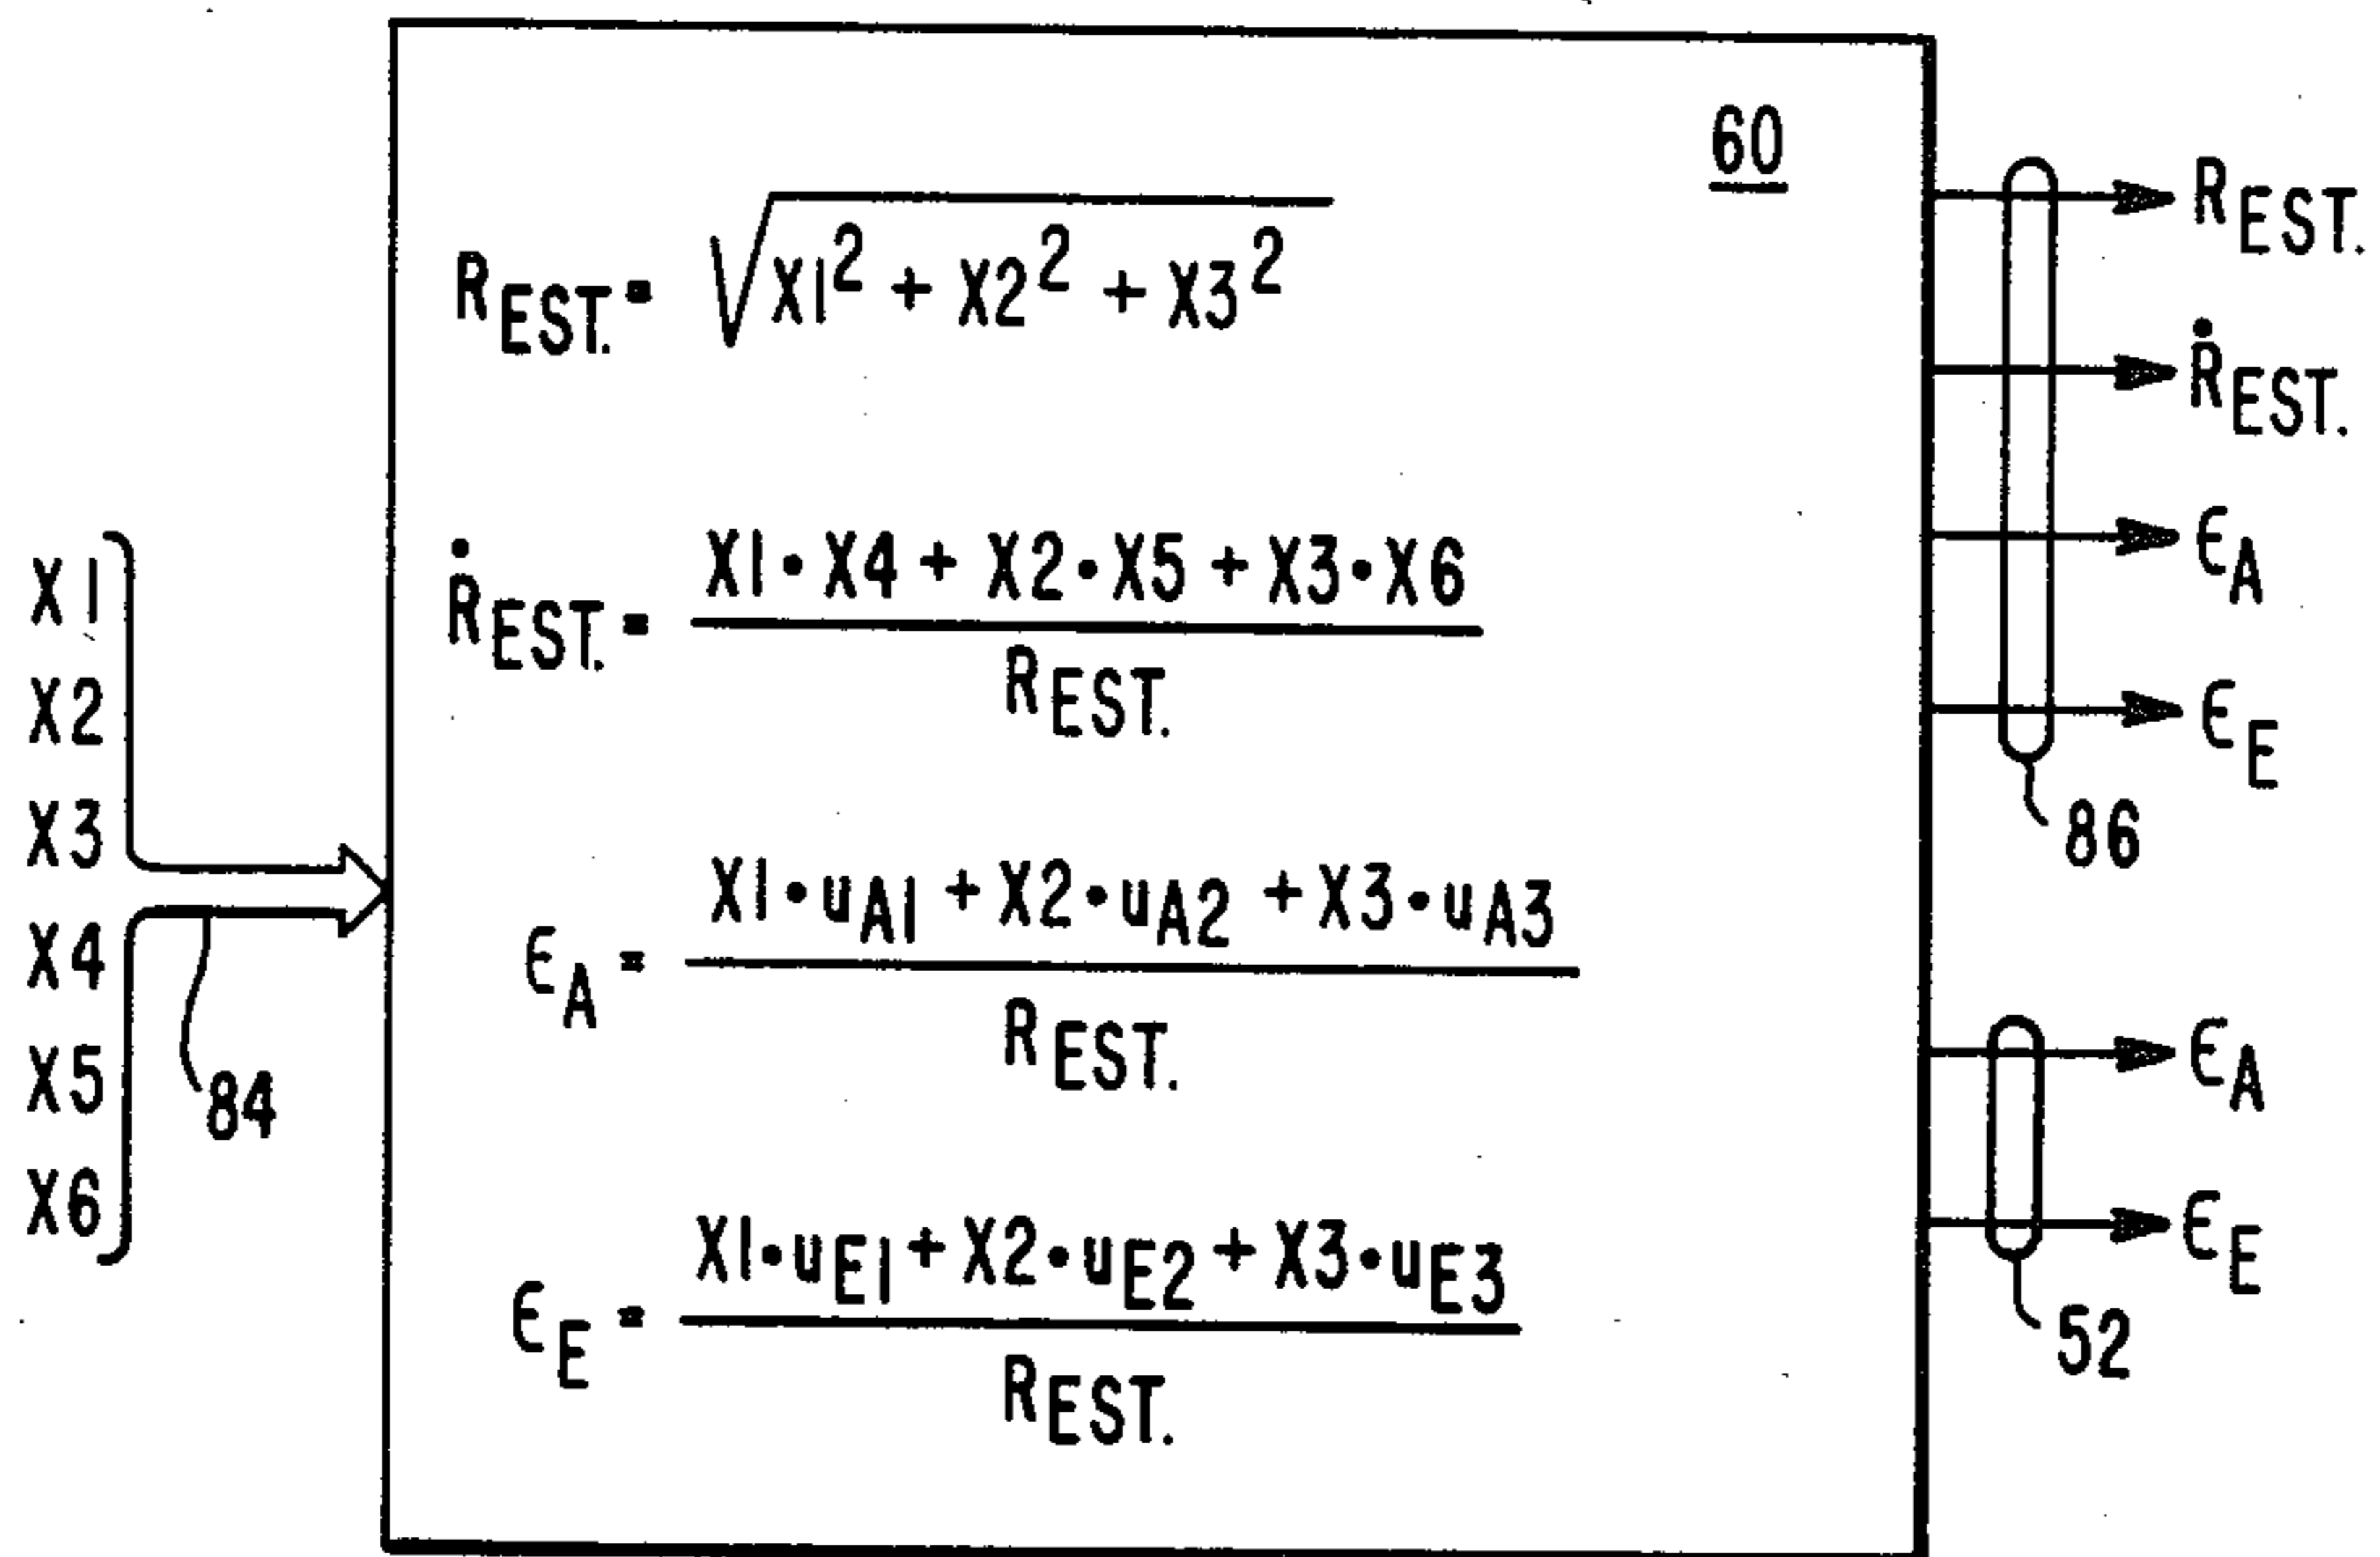 60
R_EST. = √(X1² + X2² + X3²)
Ṙ_EST. = (X1·X4 + X2·X5 + X3·X6) / R_EST.
ϵ_A = (X1·u_A1 + X2·u_A2 + X3·u_A3) / R_EST.
ϵ_E = (X1·u_E1 + X2·u_E2 + X3·u_E3) / R_EST.
X1
X2
X3
X4
X5
X6
84
R_EST.
Ṙ_EST.
ϵ_A
ϵ_E
86
ϵ_A
ϵ_E
52